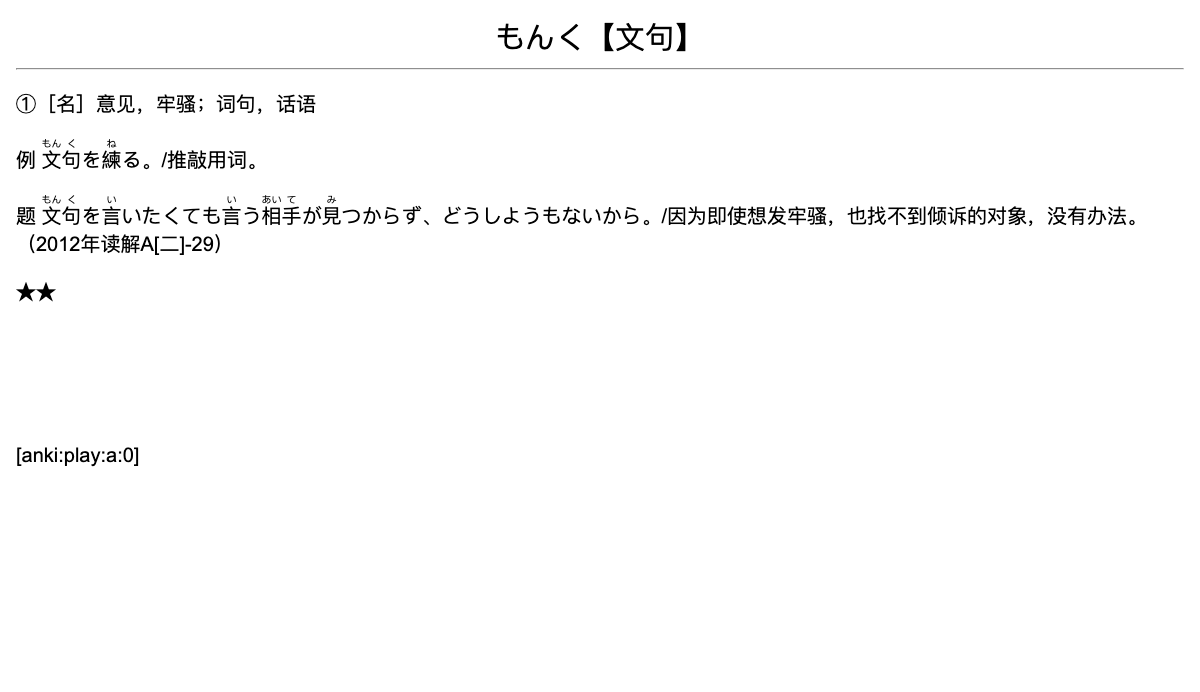 もんく【文句】
①［名］意见，牢骚；词句，话语
もん く ね
例 文句を練る。/推敲用词。
もん く い い あい て み
题 文句を言いたくても言う相手が見つからず、どうしようもないから。/因为即使想发牢骚，也找不到倾诉的对象，没有办法。
（2012年读解A[二]-29）
★★
[anki:play:a:0]